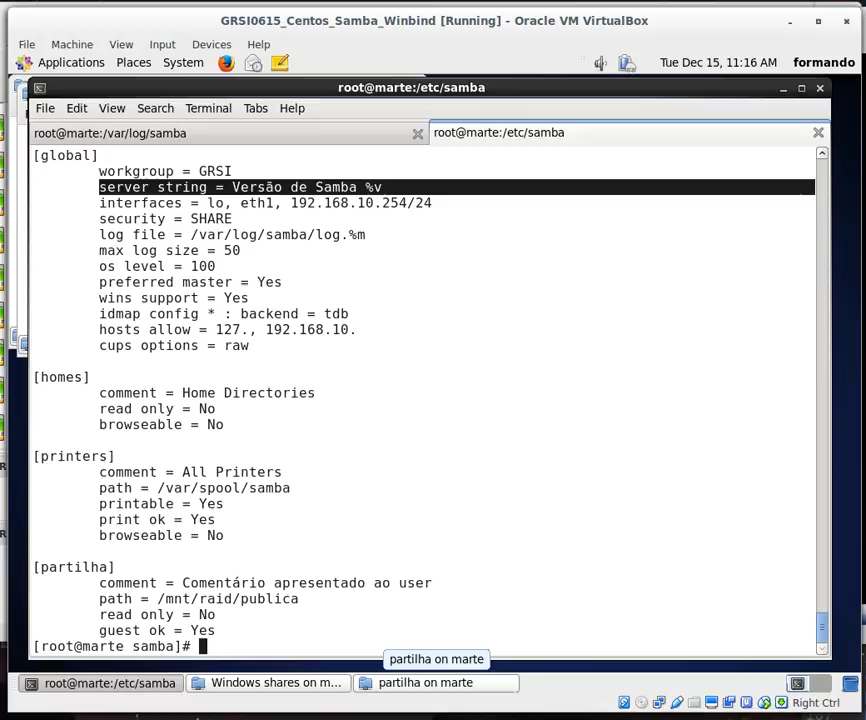 GRSI0615_Centos_Samba_Winbind [Running] - Oracle VM VirtualBox
File Machine View Input Devices Help
Applications Places System Tue Dec 15, 11:16 AM formando
root@marte:/etc/samba
File Edit View Search Terminal Tabs Help
root@marte:/var/log/samba root@marte:/etc/samba
[global]
workgroup = GRSI
server string = Versão de Samba %v
interfaces = lo, eth1, 192.168.10.254/24
security = SHARE
log file = /var/log/samba/log.%m
max log size = 50
os level = 100
preferred master = Yes
wins support = Yes
idmap config * : backend = tdb
hosts allow = 127., 192.168.10.
cups options = raw
[homes]
comment = Home Directories
read only = No
browseable = No
[printers]
comment = All Printers
path = /var/spool/samba
printable = Yes
print ok = Yes
browseable = No
[partilha]
comment = Comentário apresentado ao user
path = /mnt/raid/publica
read only = No
guest ok = Yes
[root@marte samba]#
partilha on marte
root@marte:/etc/samba Windows shares on m... partilha on marte
Right Ctrl